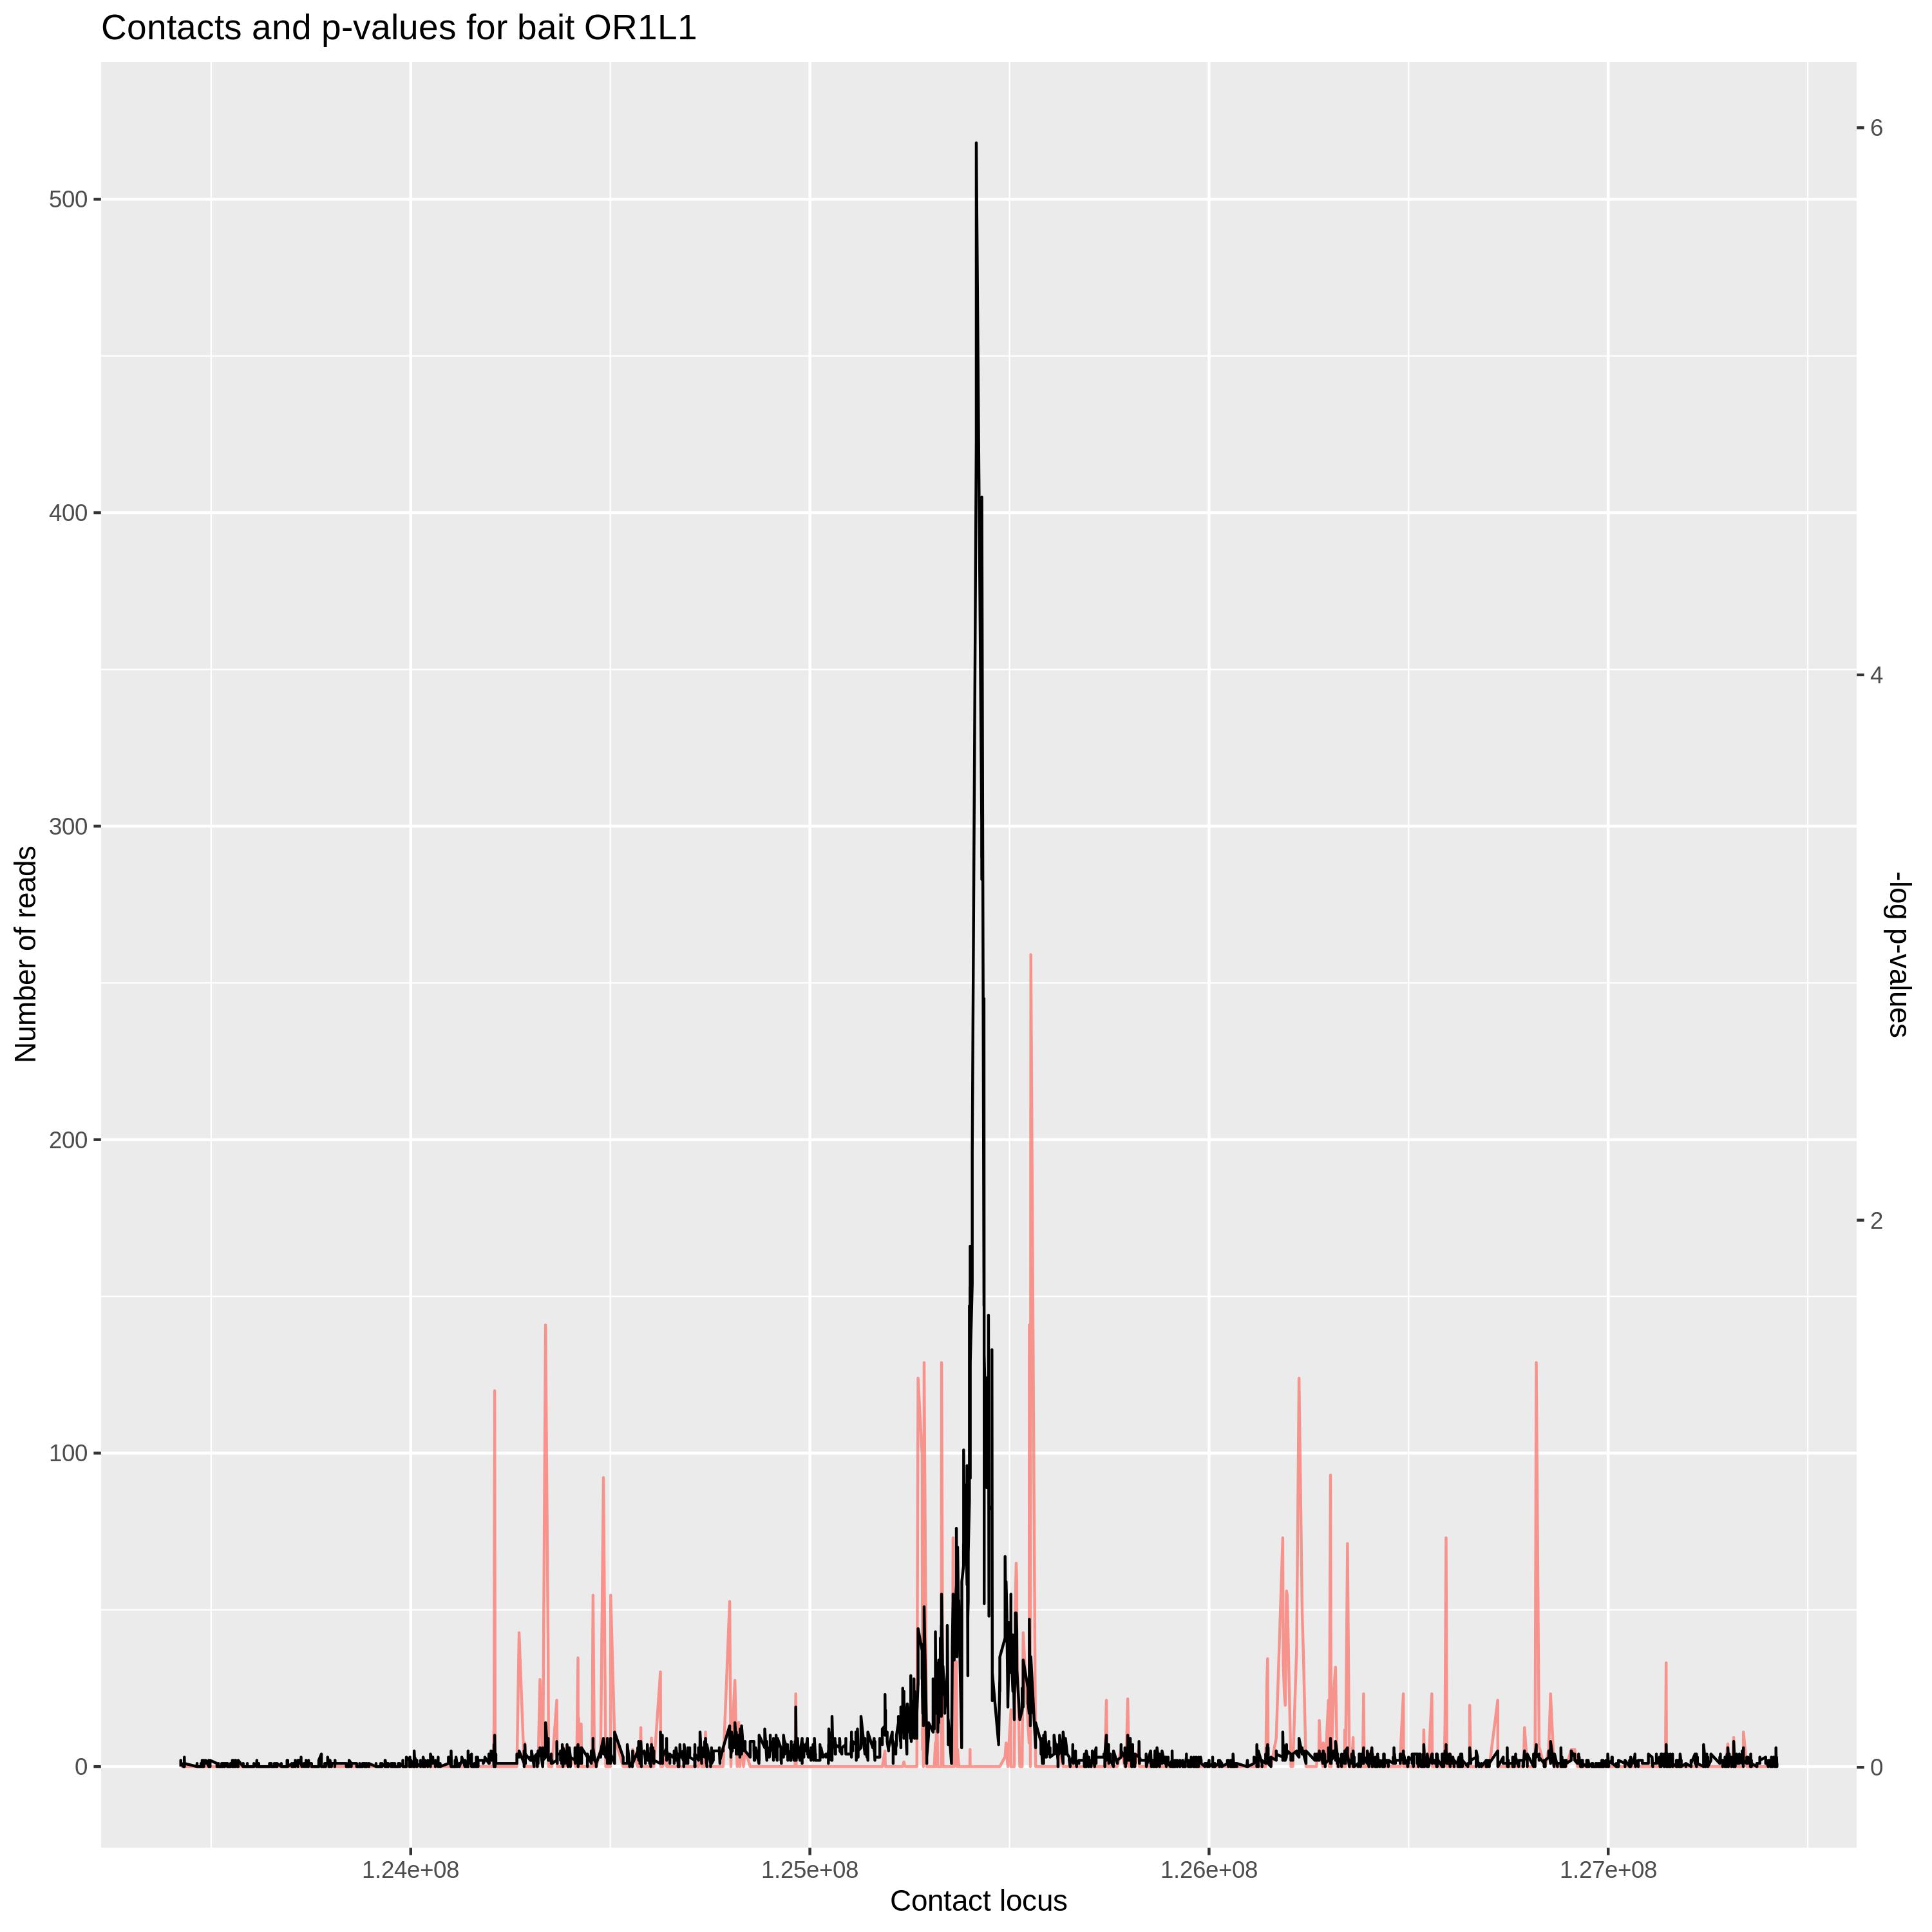 Contacts and p-values for bait OR1L1
Number of reads
500
400
300
200
100
0
6
4
2
0
-log p-values
1.24e+08 1.25e+08 1.26e+08 1.27e+08
Contact locus